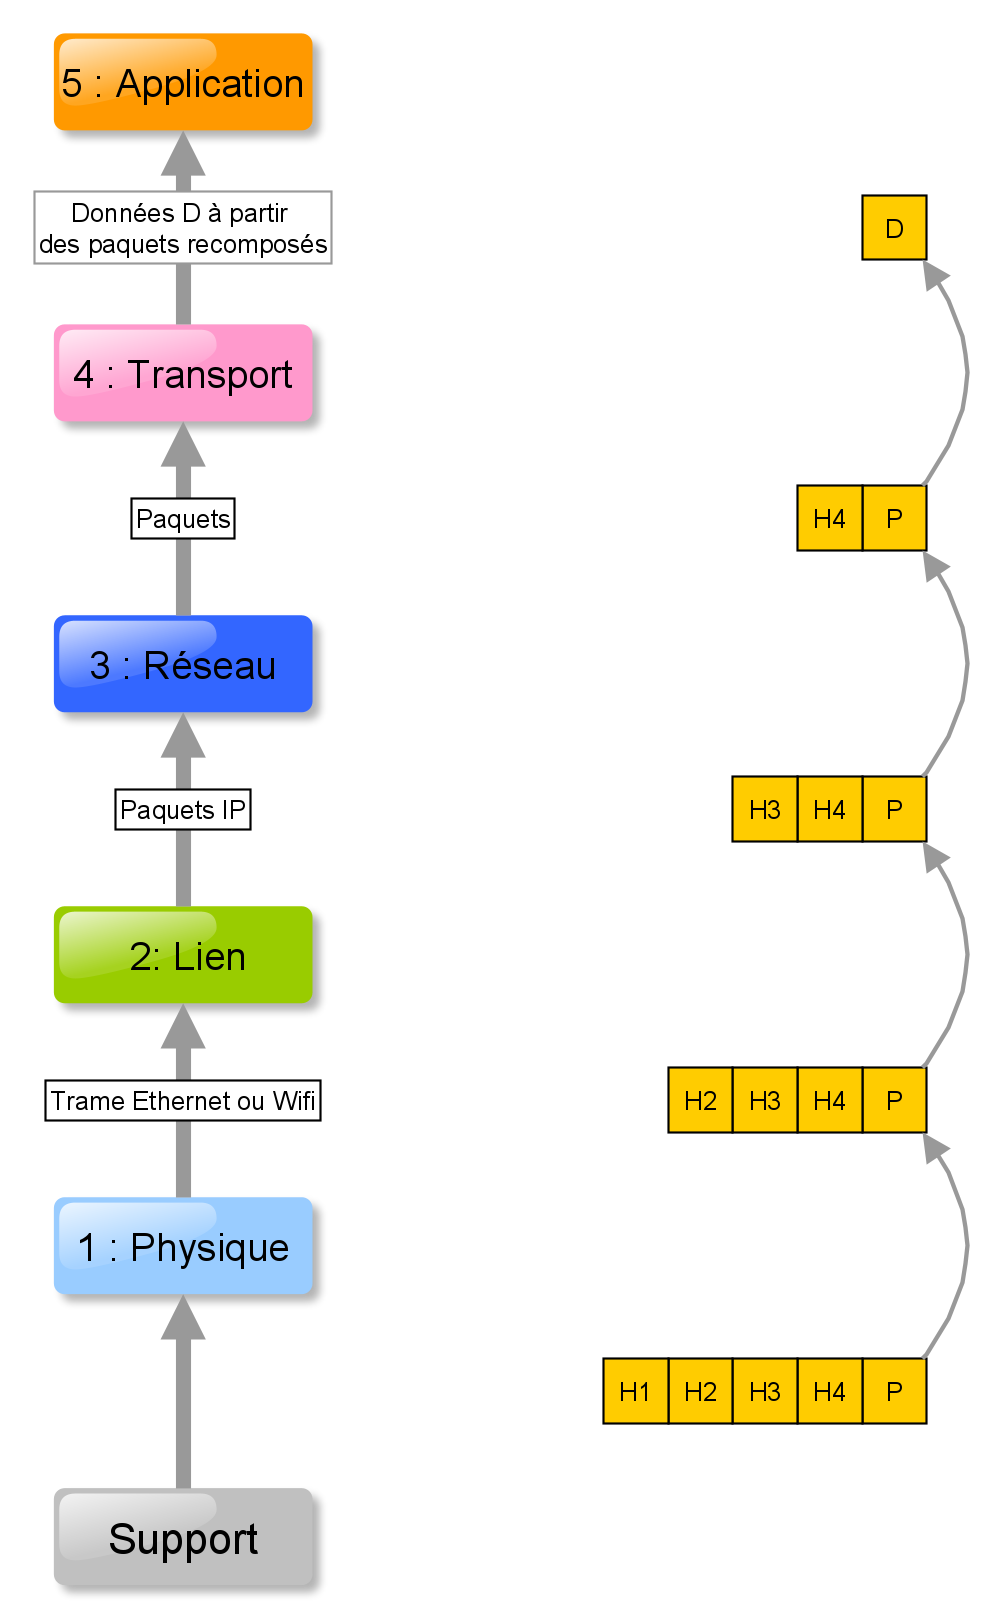 5 : Application
Données D à partir
des paquets recomposés
D
4 : Transport
Paquets
H4 P
3 : Réseau
Paquets IP
H3 H4 P
2: Lien
Trame Ethernet ou Wifi
H2 H3 H4 P
1 : Physique
H1 H2 H3 H4 P
Support